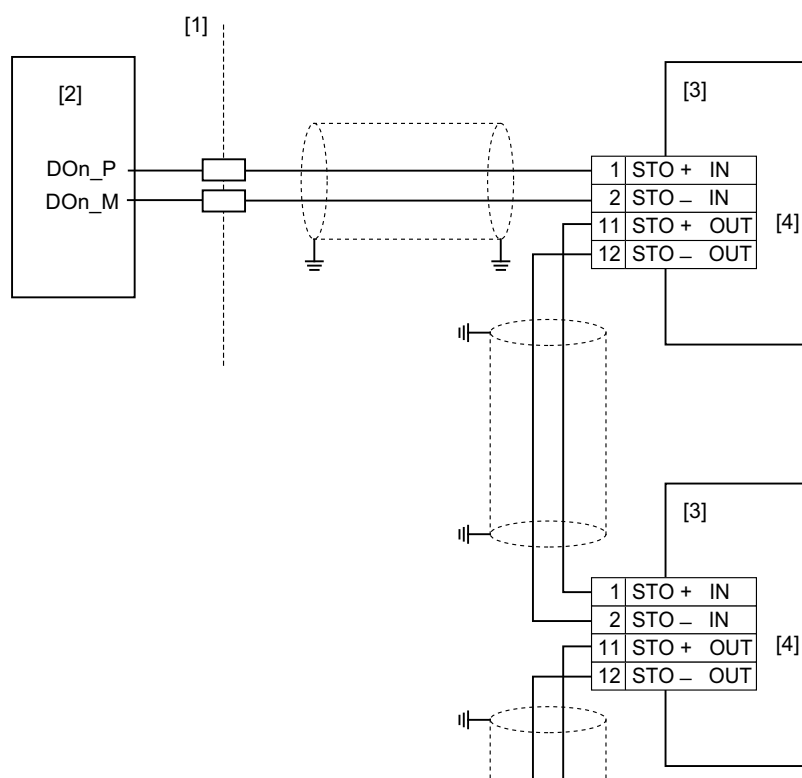 [1]
[2]
DOn_P
DOn_M
[3]
1 STO + IN
2 STO – IN
11 STO + OUT
12 STO – OUT
[4]
[3]
1 STO + IN
2 STO – IN
11 STO + OUT
12 STO – OUT
[4]